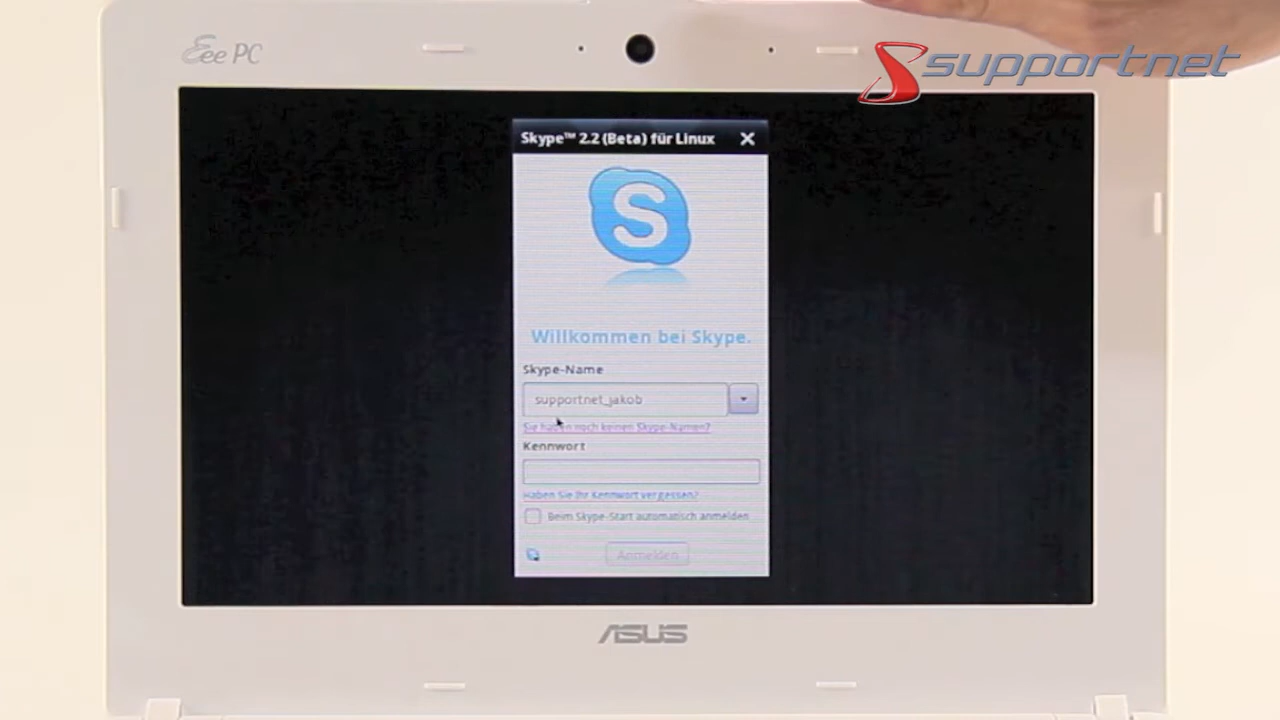 Eee PC
supportnet
Skype™ 2.2 (Beta) für Linux
Willkommen bei Skype.
Skype-Name
supportnet_jakob
Sie haben noch keinen Skype-Namen?
Kennwort
Haben Sie Ihr Kennwort vergessen?
Beim Skype-Start automatisch anmelden
Anmelden
ASUS